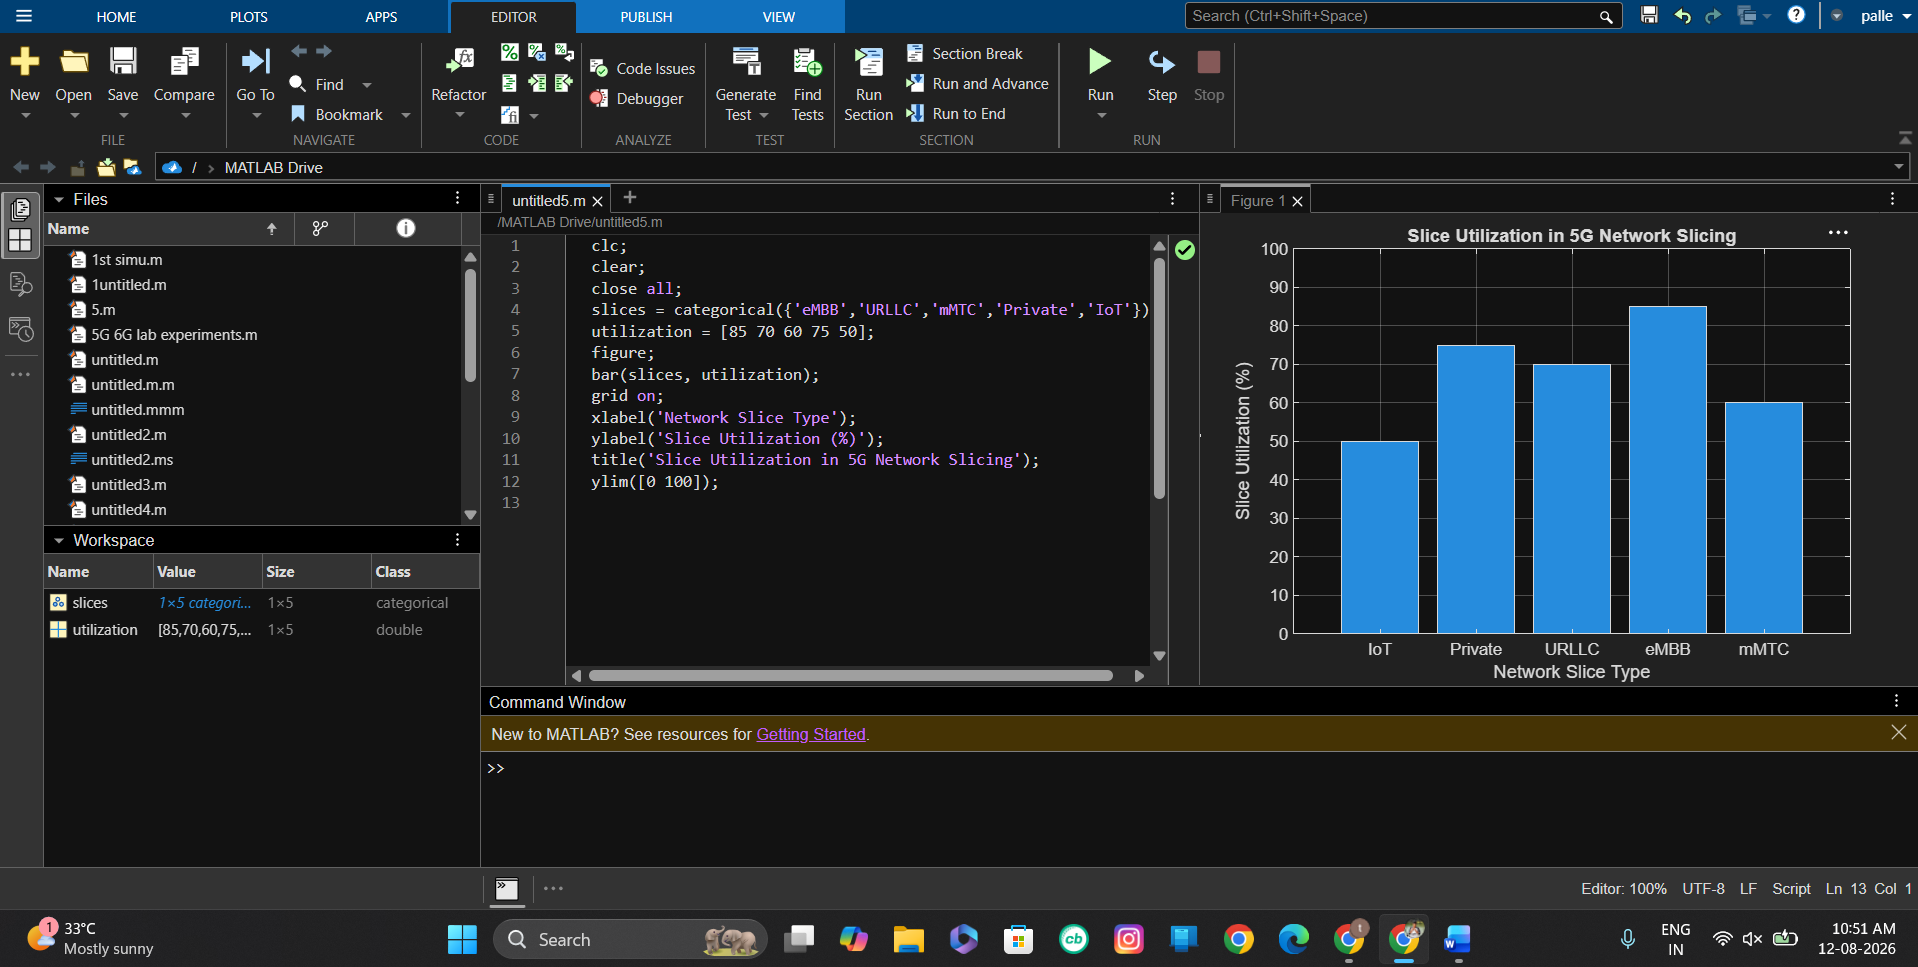 HOME PLOTS APPS EDITOR PUBLISH VIEW Search (Ctrl+Shift+Space) palle
New Open Save Compare Go To Find Bookmark Refactor Code Issues Debugger Generate Test Find Tests Run Section Section Break Run and Advance Run to End Run Step Stop
FILE NAVIGATE CODE ANALYZE TEST SECTION RUN
/ › MATLAB Drive
Files
Name
1st simu.m
1untitled.m
5.m
5G 6G lab experiments.m
untitled.m
untitled.m.m
untitled.mmm
untitled2.m
untitled2.ms
untitled3.m
untitled4.m
Workspace
Name Value Size Class
slices 1×5 categori... 1×5 categorical
utilization [85,70,60,75,... 1×5 double
untitled5.m
/MATLAB Drive/untitled5.m
1 clc;
2 clear;
3 close all;
4 slices = categorical({'eMBB','URLLC','mMTC','Private','IoT'})
5 utilization = [85 70 60 75 50];
6 figure;
7 bar(slices, utilization);
8 grid on;
9 xlabel('Network Slice Type');
10 ylabel('Slice Utilization (%)');
11 title('Slice Utilization in 5G Network Slicing');
12 ylim([0 100]);
13
Figure 1
Slice Utilization in 5G Network Slicing
Slice Utilization (%)
100
90
80
70
60
50
40
30
20
10
0
IoT Private URLLC eMBB mMTC
Network Slice Type
Command Window
New to MATLAB? See resources for Getting Started.
>>
Editor: 100% UTF-8 LF Script Ln 13 Col 1
1
33°C
Mostly sunny
Search
cb
t
W
ENG
IN
10:51 AM
12-08-2026